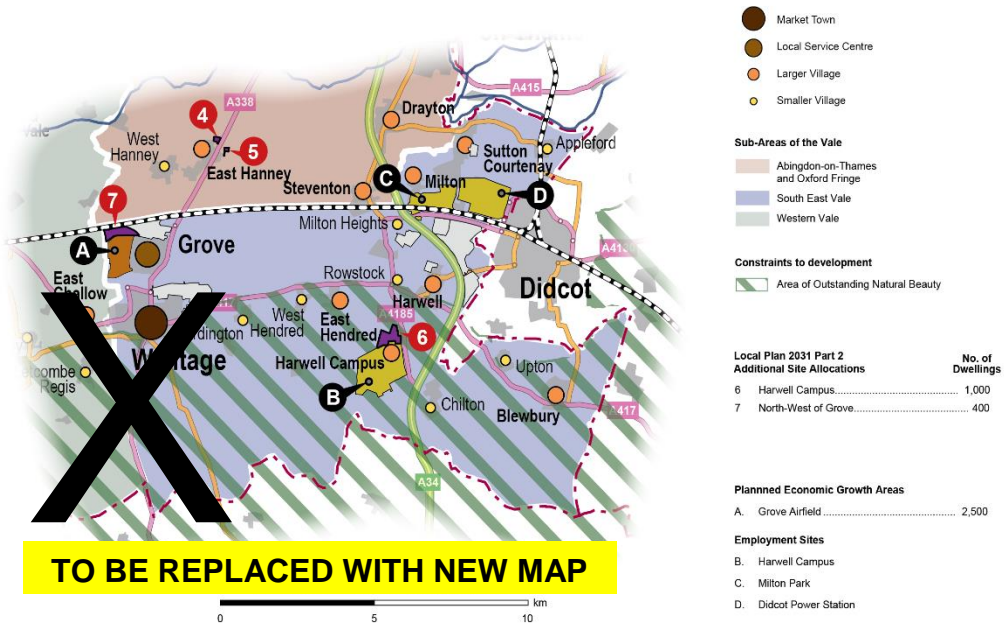 A415
A338
Drayton
4
West
Hanney
5
East Hanney
Sutton
Courtenay
Appleford
C
Milton
D
Steventon
7
Milton Heights
A
Grove
East
Rowstock
Harwell
Didcot
West
Hendred
East
Hendred
A4185
6
Harwell Campus
Regis
B
Upton
Chilton
Blewbury
A417
A34
TO BE REPLACED WITH NEW MAP
km
0
5
10
Market Town
Local Service Centre
Larger Village
Smaller Village
Sub-Areas of the Vale
Abingdon-on-Thames
and Oxford Fringe
South East Vale
Western Vale
Constraints to development
Area of Outstanding Natural Beauty
Local Plan 2031 Part 2 No. of
Additional Site Allocations Dwellings
6 Harwell Campus 1,000
7 North-West of Grove 400
Plannned Economic Growth Areas
A. Grove Airfield 2,500
Employment Sites
B. Harwell Campus
C. Milton Park
D. Didcot Power Station